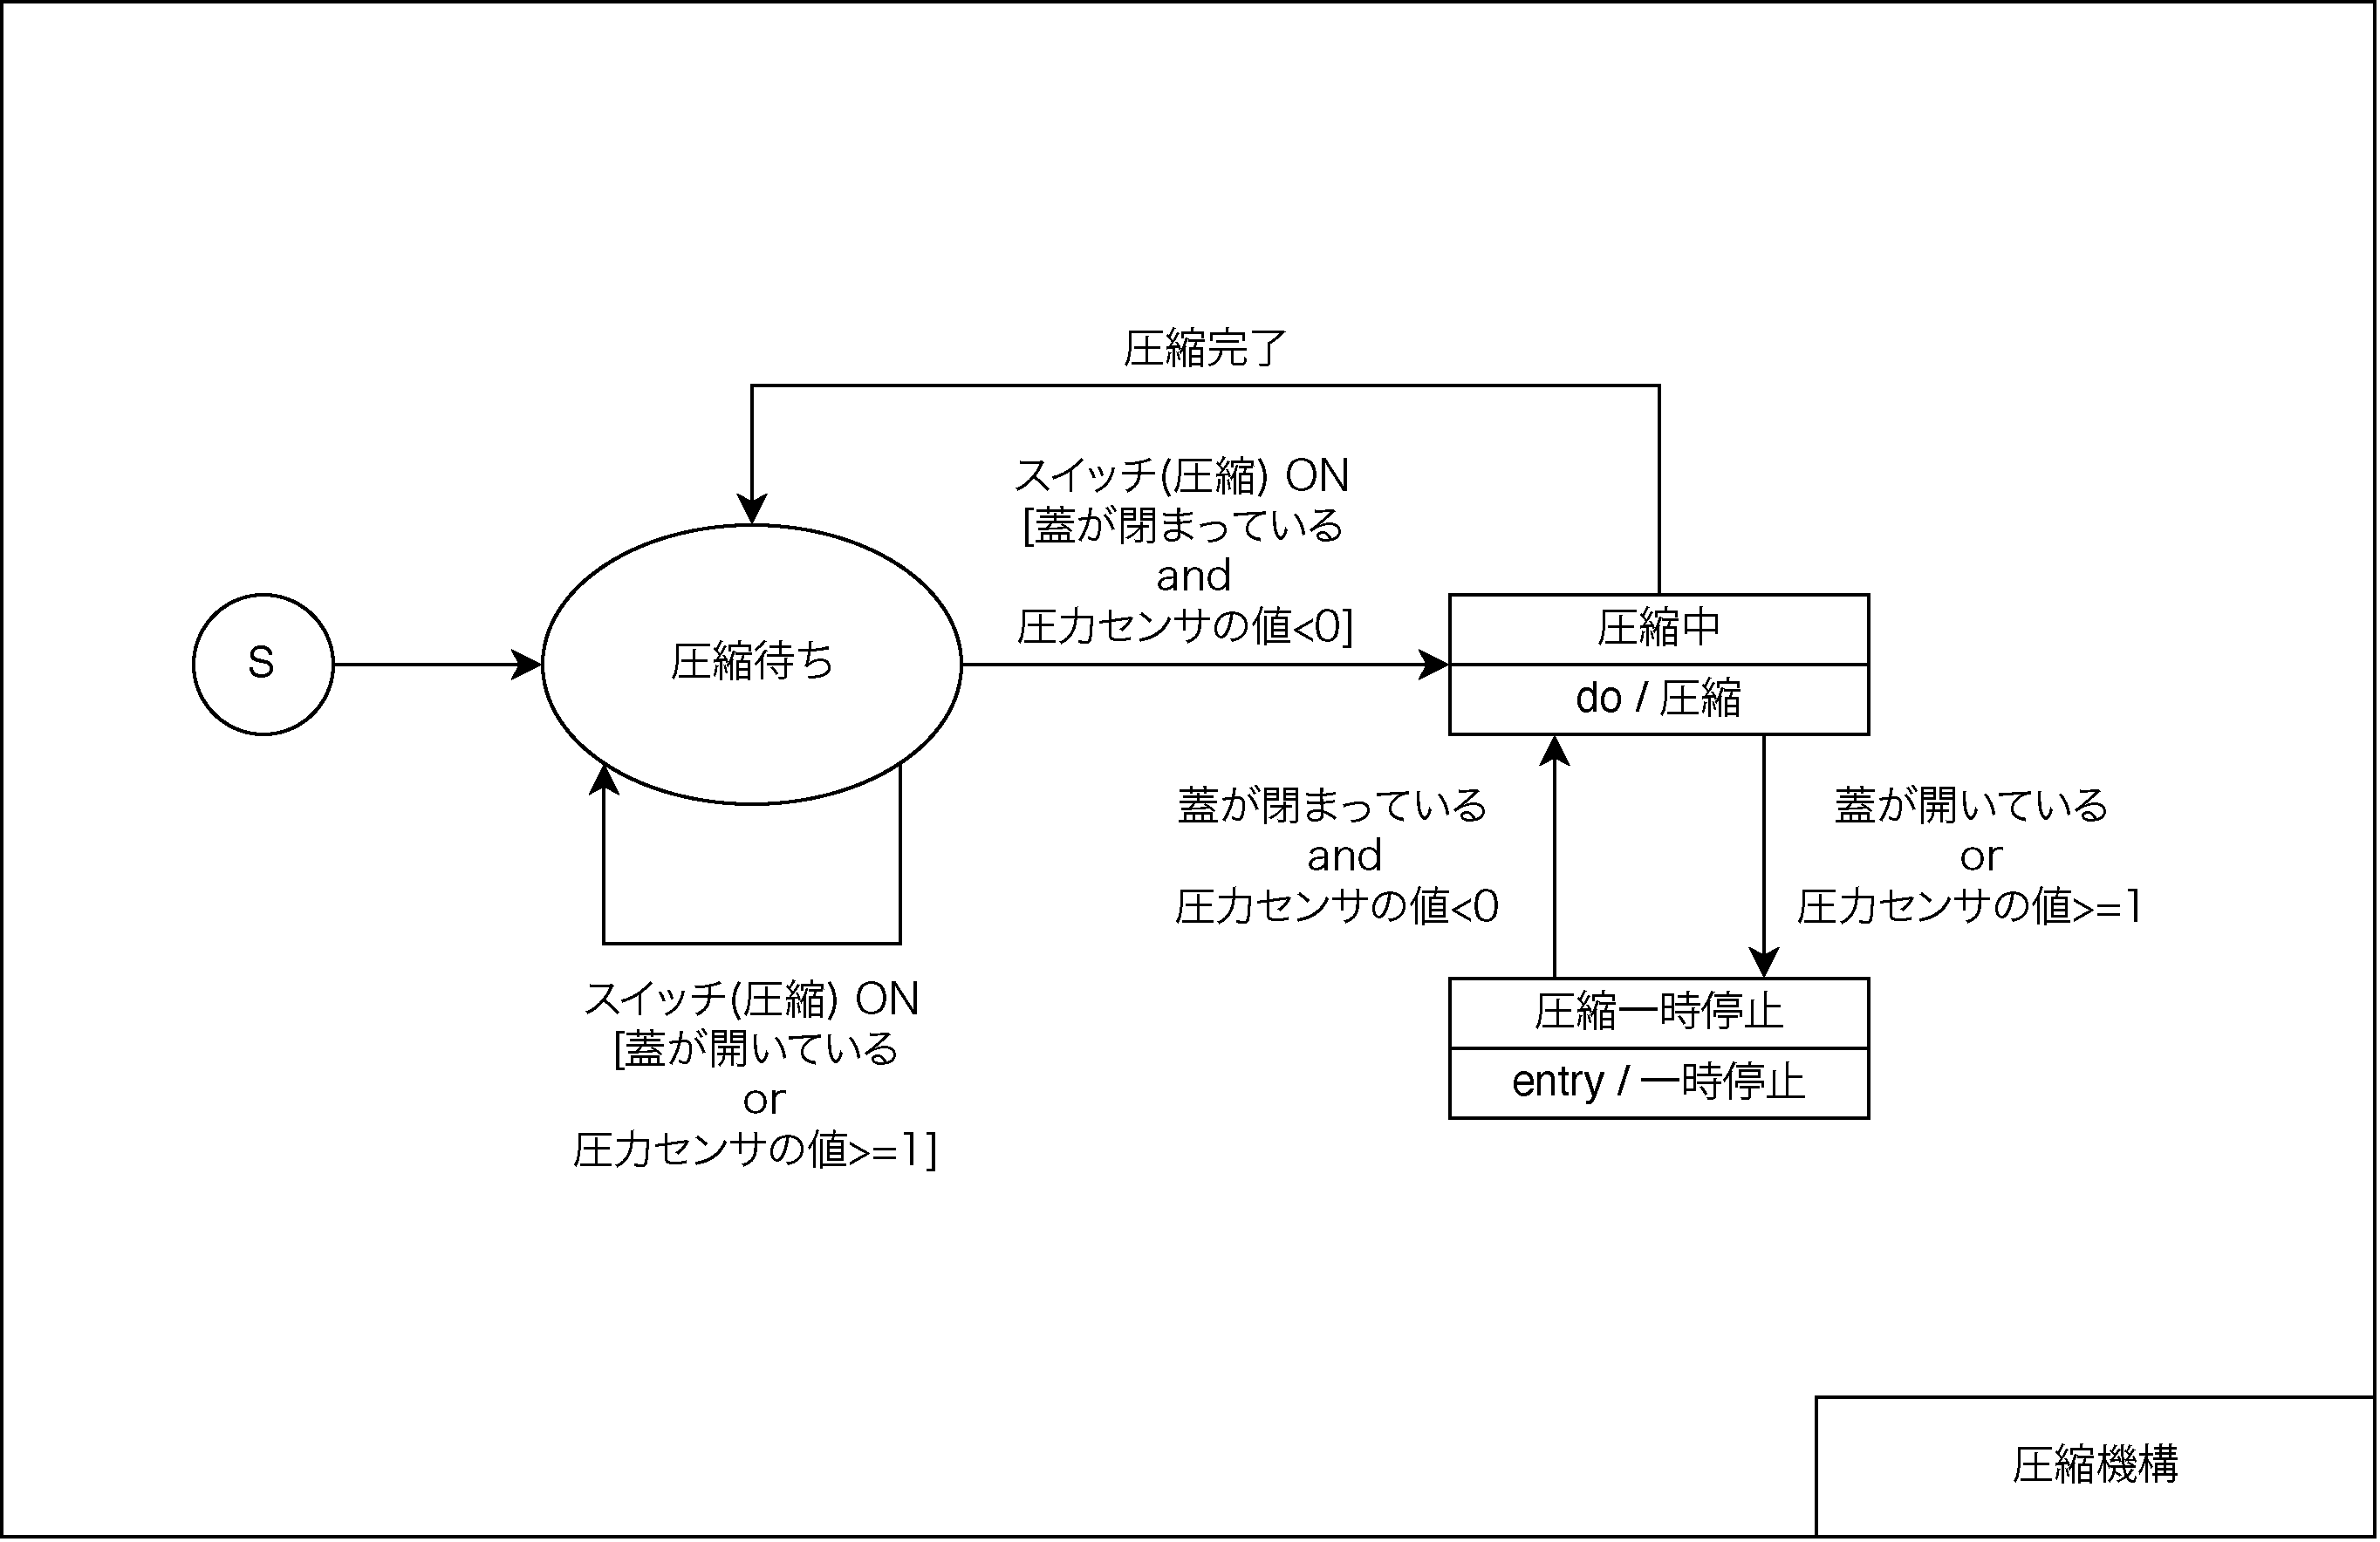 圧縮完了
スイッチ(圧縮) ON
[蓋が閉まっている
and
圧力センサの値<0]
S
圧縮待ち
圧縮中
do / 圧縮
蓋が閉まっている
and
圧力センサの値<0
蓋が開いている
or
圧力センサの値>=1
スイッチ(圧縮) ON
[蓋が開いている
or
圧力センサの値>=1]
圧縮一時停止
entry / 一時停止
圧縮機構